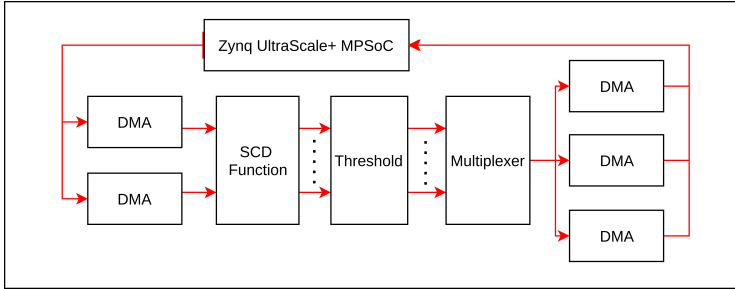 Zynq UltraScale+ MPSoC
DMA
DMA
SCD
Function
Threshold
Multiplexer
DMA
DMA
DMA